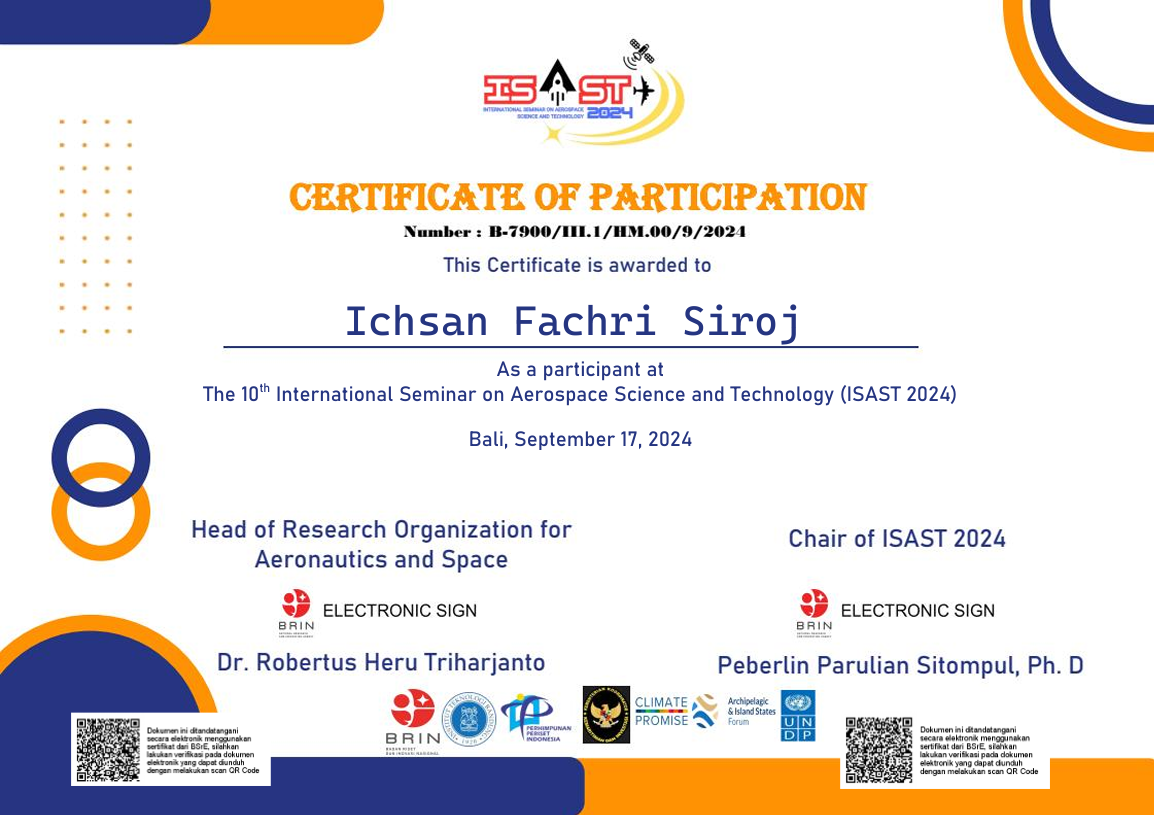 ISAST
INTERNATIONAL SEMINAR ON AEROSPACE
SCIENCE AND TECHNOLOGY 2024
CERTIFICATE OF PARTICIPATION
Number : B-7900/III.1/HM.00/9/2024
This Certificate is awarded to
Ichsan Fachri Siroj
As a participant at
The 10th International Seminar on Aerospace Science and Technology (ISAST 2024)
Bali, September 17, 2024
Head of Research Organization for
Aeronautics and Space
BRIN
ELECTRONIC SIGN
Dr. Robertus Heru Triharjanto
Chair of ISAST 2024
BRIN
ELECTRONIC SIGN
Peberlin Parulian Sitompul, Ph. D
BRIN
BADAN RISET
DAN INOVASI NASIONAL
INSTITUT TEKNOLOGI BANDUNG
1920
PERHIMPUNAN
PERISET
INDONESIA
CLIMATE
PROMISE
Archipelagic
& Island States
Forum
UN
DP
Dokumen ini ditandatangani
secara elektronik menggunakan
sertifikat dari BSrE, silahkan
lakukan verifikasi pada dokumen
elektronik yang dapat diunduh
dengan melakukan scan QR Code
Dokumen ini ditandatangani
secara elektronik menggunakan
sertifikat dari BSrE, silahkan
lakukan verifikasi pada dokumen
elektronik yang dapat diunduh
dengan melakukan scan QR Code